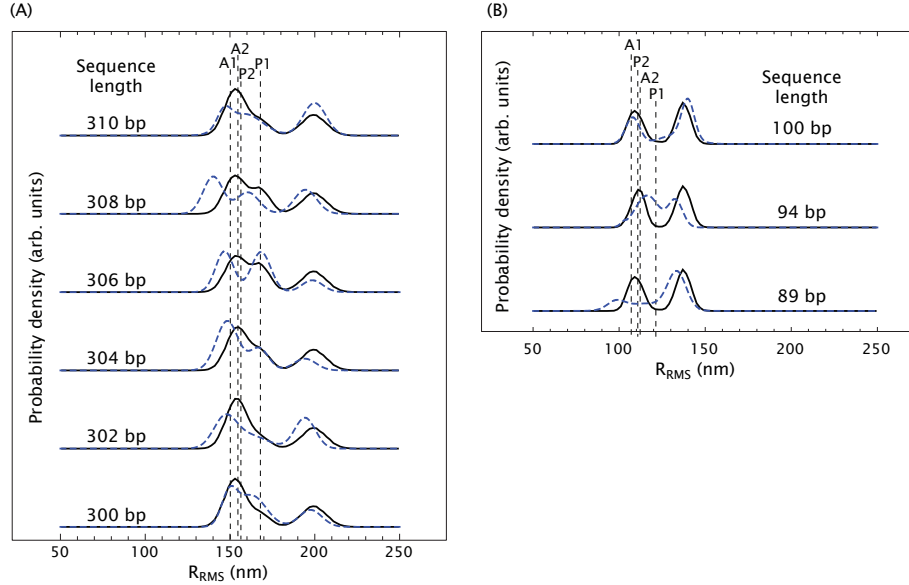 (A)
A2
A1
P2 P1
Sequence
length
310 bp
308 bp
306 bp
304 bp
302 bp
300 bp
Probability density (arb. units)
50 100 150 200 250
RRMS (nm)
(B)
A1
P2
A2
P1
Sequence
length
100 bp
94 bp
89 bp
Probability density (arb. units)
50 100 150 200 250
RRMS (nm)